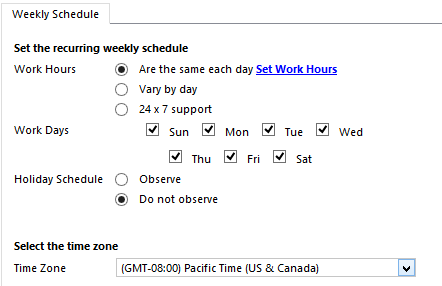 Weekly Schedule
Set the recurring weekly schedule
Work Hours Are the same each day Set Work Hours
Vary by day
24 x 7 support
Work Days Sun Mon Tue Wed
Thu Fri Sat
Holiday Schedule Observe
Do not observe
Select the time zone
Time Zone (GMT-08:00) Pacific Time (US & Canada)